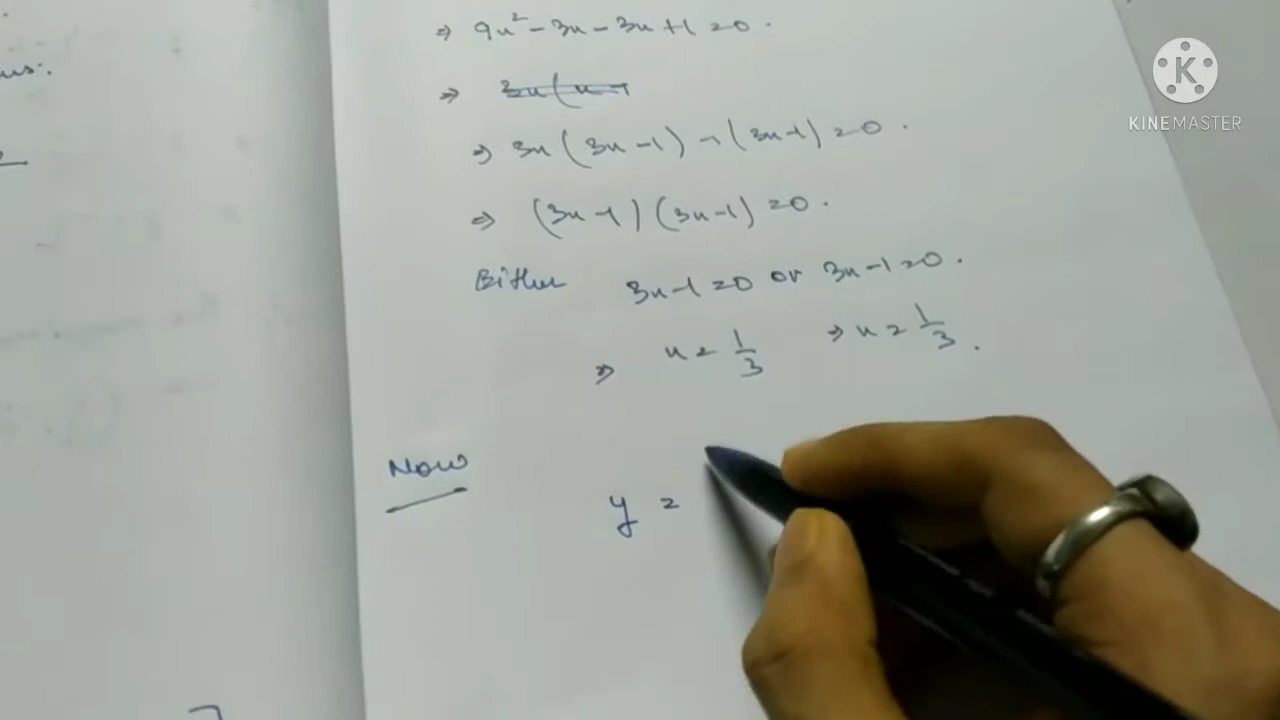 ⇒ 9x² - 3x - 3x + 1 = 0.
⇒ 3x(x -
⇒ 3x(3x - 1) - 1(3x - 1) = 0.
⇒ (3x - 1)(3x - 1) = 0.
Either 3x - 1 = 0 or 3x - 1 = 0.
⇒ x = 1/3 ⇒ x = 1/3.
Now
y =
KINEMASTER